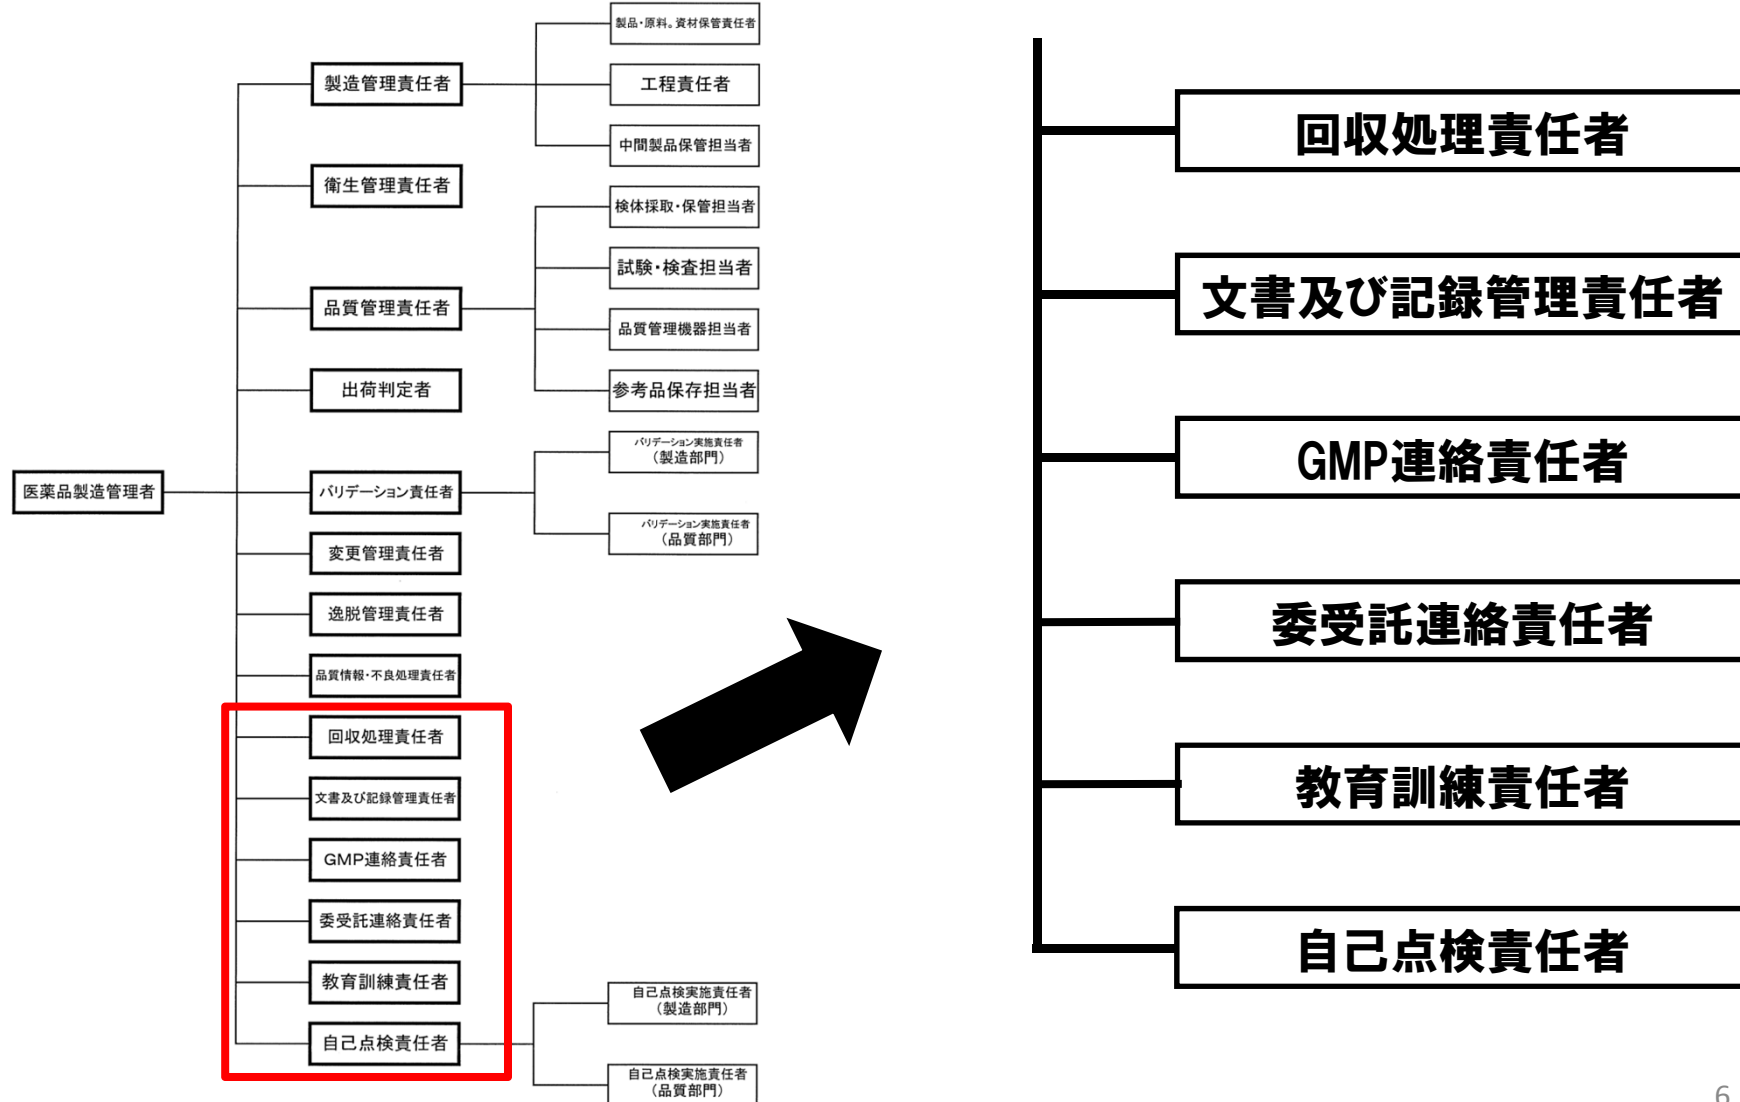 製品・原料。資材保管責任者
製造管理責任者
工程責任者
中間製品保管担当者
衛生管理責任者
検体採取・保管担当者
試験・検査担当者
品質管理責任者
品質管理機器担当者
出荷判定者
参考品保存担当者
バリデーション実施責任者
(製造部門)
医薬品製造管理者
バリデーション責任者
バリデーション実施責任者
(品質部門)
変更管理責任者
逸脱管理責任者
品質情報・不良処理責任者
回収処理責任者
文書及び記録管理責任者
GMP連絡責任者
委受託連絡責任者
教育訓練責任者
自己点検責任者
自己点検実施責任者
(製造部門)
自己点検実施責任者
(品質部門)
回収処理責任者
文書及び記録管理責任者
GMP連絡責任者
委受託連絡責任者
教育訓練責任者
自己点検責任者
6